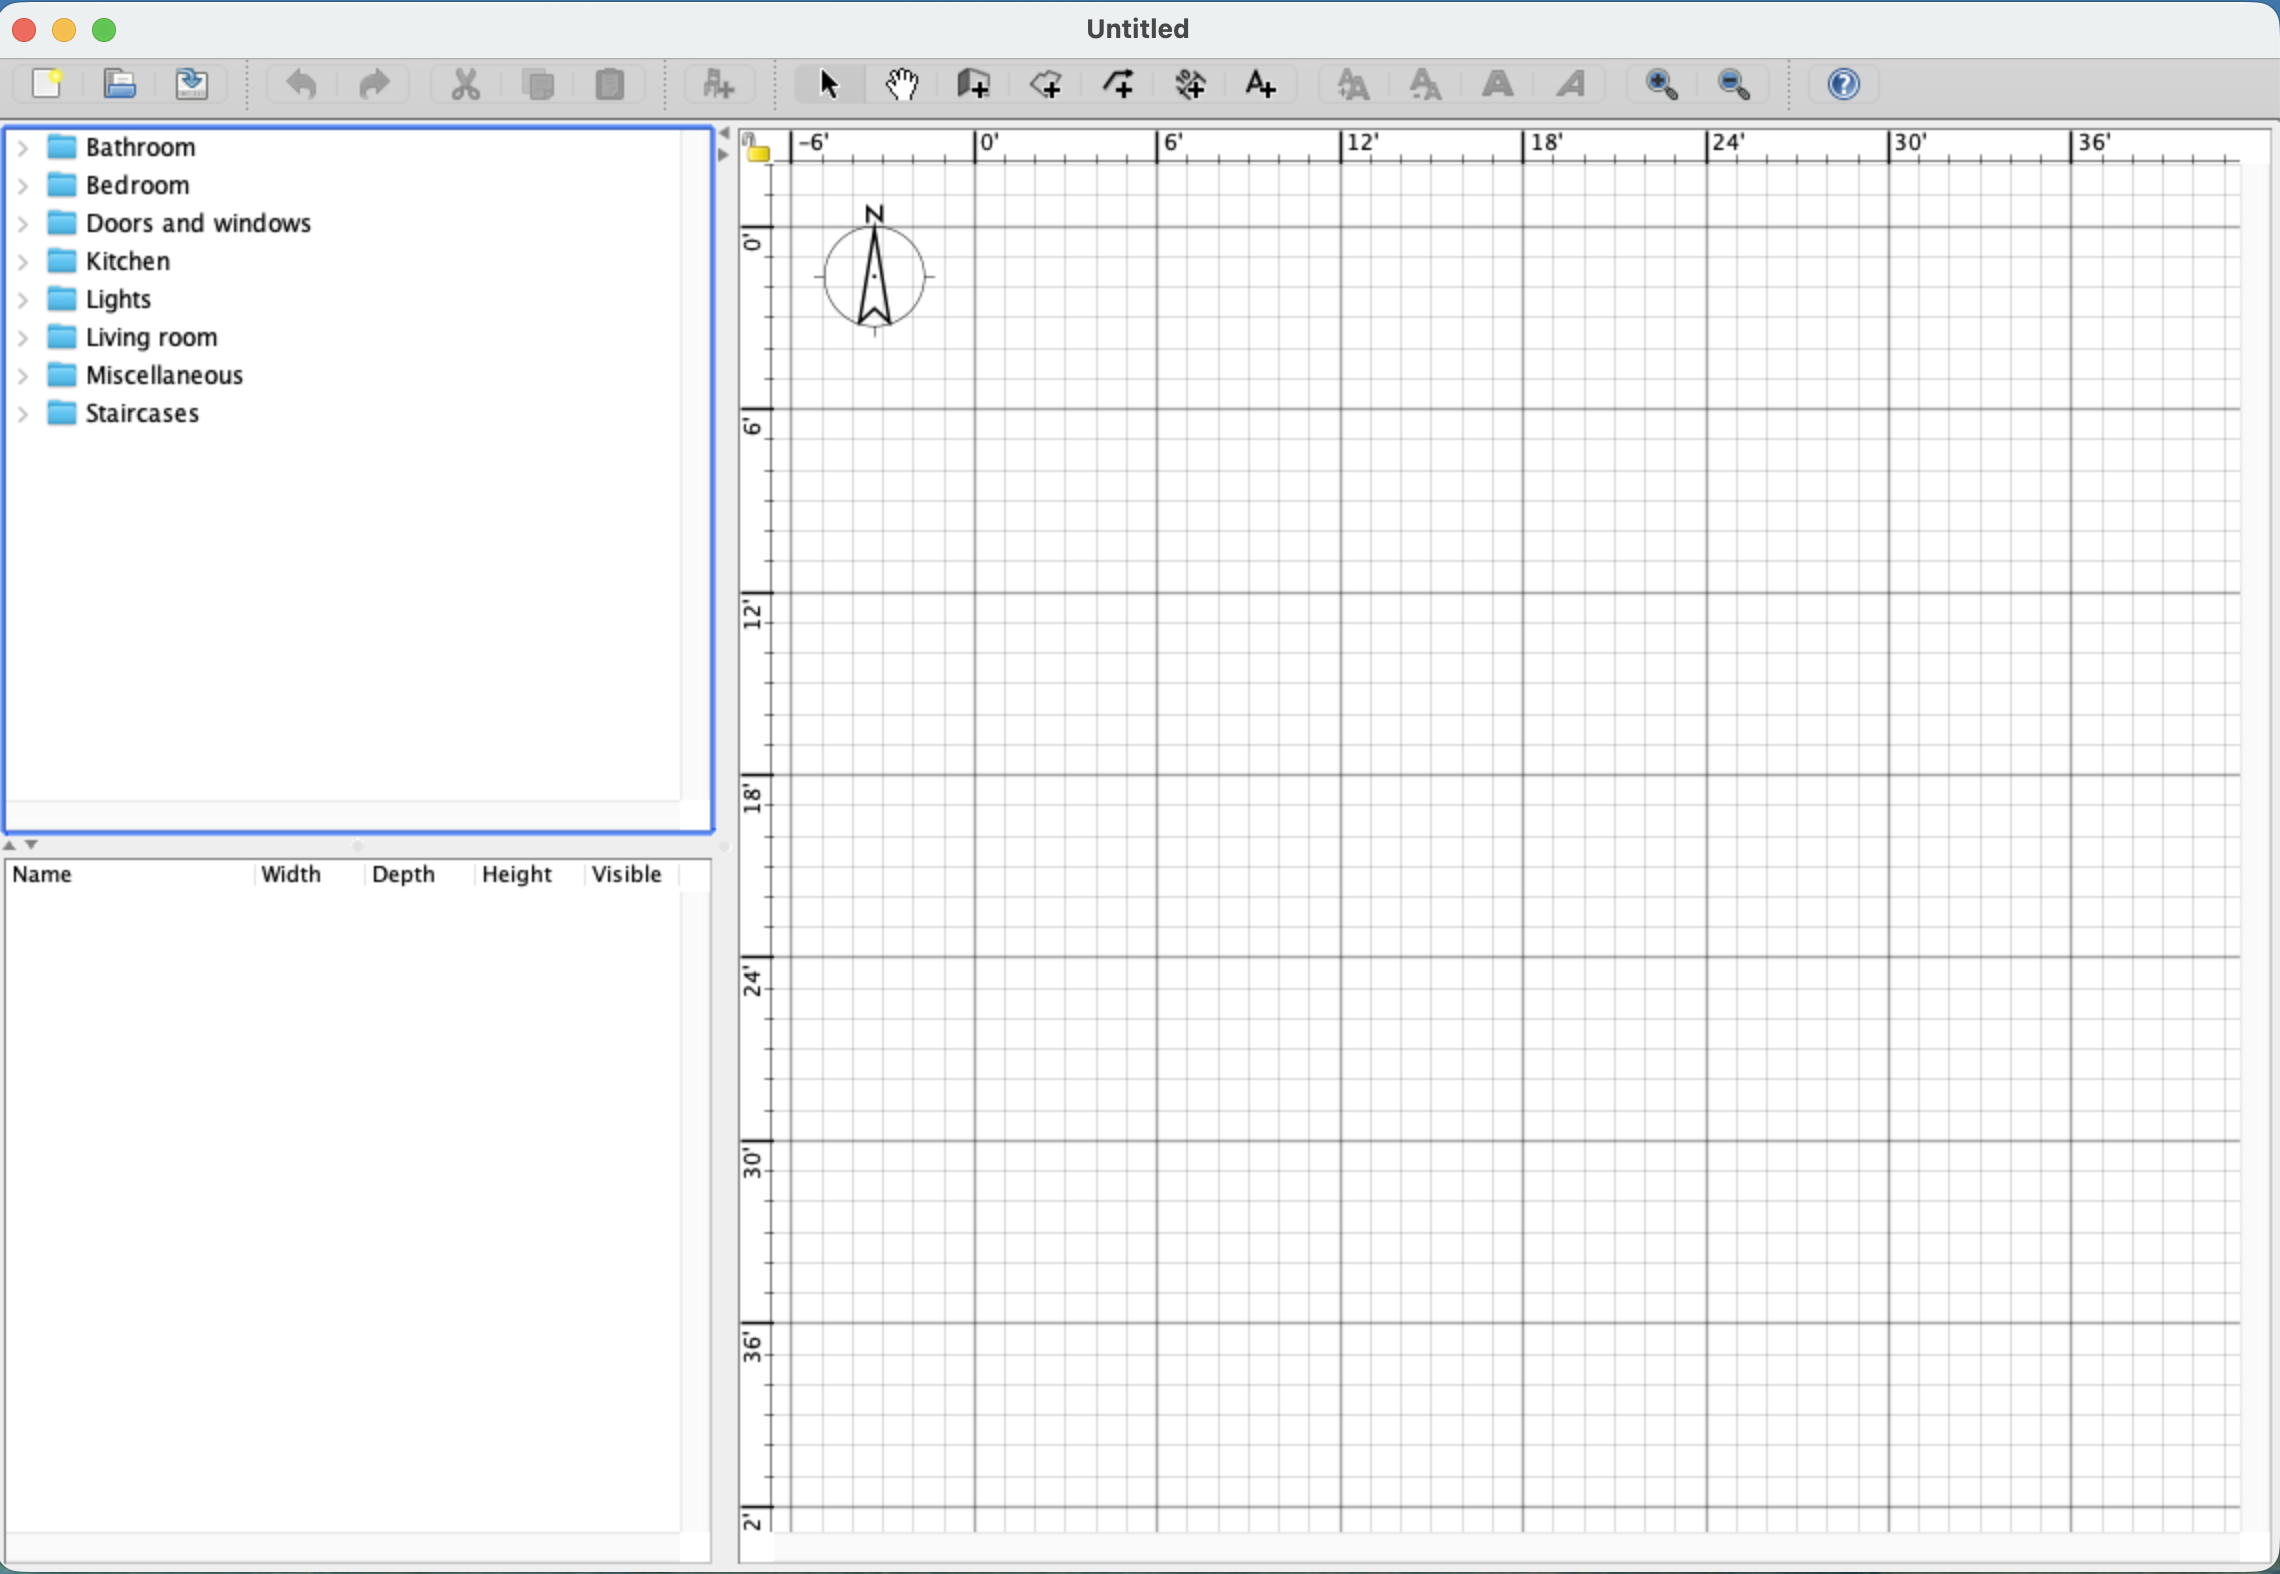 Untitled
Bathroom
Bedroom
Doors and windows
Kitchen
Lights
Living room
Miscellaneous
Staircases
Name Width Depth Height Visible
-6' 0' 6' 12' 18' 24' 30' 36'
N
0'
6'
12'
18'
24'
30'
36'
2'